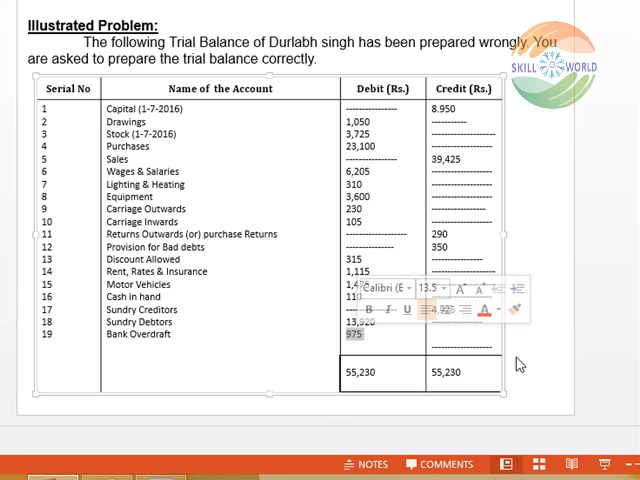 Illustrated Problem:
The following Trial Balance of Durlabh singh has been prepared wrongly. You
are asked to prepare the trial balance correctly.
SKILL WORLD
Serial No Name of the Account Debit (Rs.) Credit (Rs.)
1 Capital (1-7-2016) ---------------- 8.950
2 Drawings 1,050 -----------
3 Stock (1-7-2016) 3,725 --------------------
4 Purchases 23,100 --------------------
5 Sales ---------------- 39,425
6 Wages & Salaries 6,205 --------------------
7 Lighting & Heating 310 --------------------
8 Equipment 3,600 --------------------
9 Carriage Outwards 230 -----------------
10 Carriage Inwards 105 -------------------
11 Returns Outwards (or) purchase Returns ------------------- 290
12 Provision for Bad debts --------------- 350
13 Discount Allowed 315 ----------------
14 Rent, Rates & Insurance 1,115 --------------------
15 Motor Vehicles
16 Cash in hand 110
17 Sundry Creditors
18 Sundry Debtors 13,920 ----------------
19 Bank Overdraft 975 -------------------
Calibri (E 13.5 A A
B I U A
55,230 55,230
NOTES COMMENTS